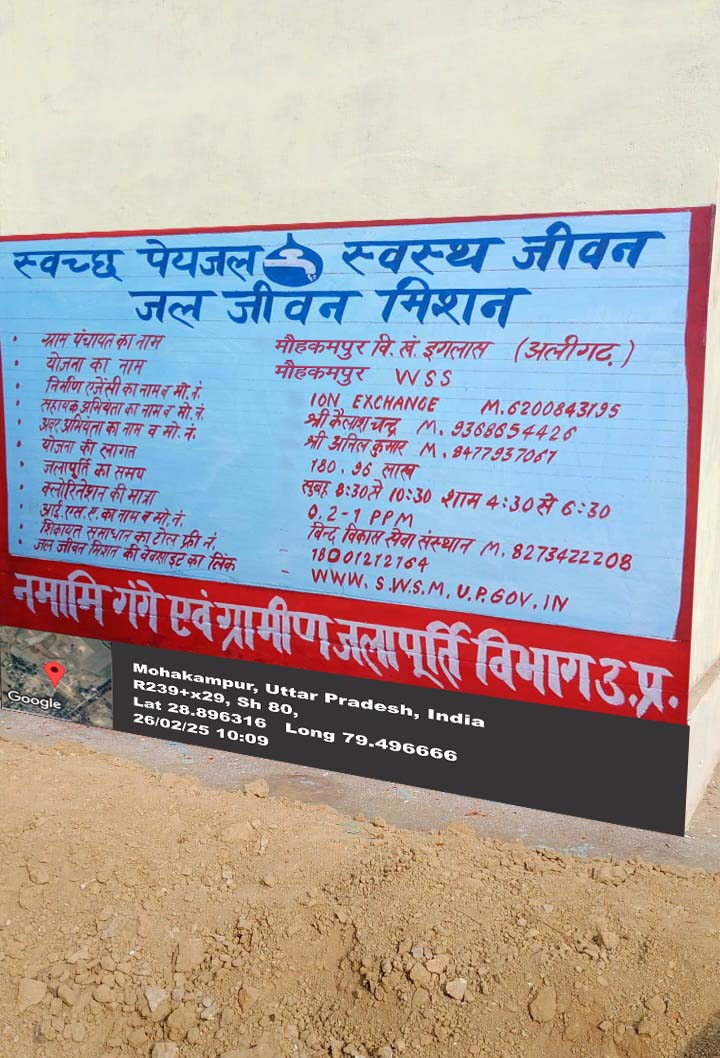 स्वच्छ पेयजल स्वस्थ जीवन
जल जीवन मिशन
• ग्राम पंचायत का नाम मौहकमपुर वि. खं. इगलास (अलीगढ़)
• योजना का नाम मौहकमपुर WSS
• निर्माण एजेंसी का नाम व मो. नं. ION EXCHANGE M. 6200843195
• सहायक अभियंता का नाम व मो. नं. श्री कैलाश चन्द्र M. 9368654426
• अवर अभियंता का नाम व मो. नं. श्री अनिल कुमार M. 8477937067
• योजना की लागत 180.96 लाख
• जलापूर्ति का समय सुबह 8:30 से 10:30 शाम 4:30 से 6:30
• क्लोरिनेशन की मात्रा 0.2-1 PPM
• आई. एस. ए. का नाम व मो. नं. - बिन्द विकास सेवा संस्थान M. 8273422208
• शिकायत समाधान का टोल फ्री नं - 18001212164
• जल जीवन मिशन की वेवसाइट का लिंक - WWW. S.W.S.M. U.P.GOV.IN
नमामि गंगे एवं ग्रामीण जलापूर्ति विभाग उ.प्र.
Google
Mohakampur, Uttar Pradesh, India
R239+x29, Sh 80,
Lat 28.896316 Long 79.496666
26/02/25 10:09